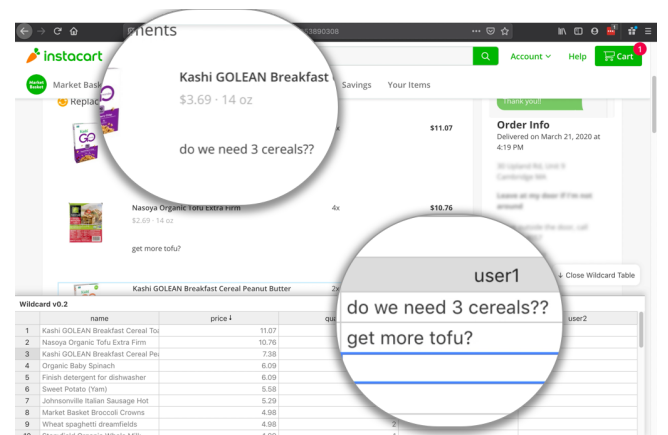 ments
3890308
instacart
Account
Help
Cart
1
Market Bask
Savings
Your Items
Replac
Kashi GOLEAN Breakfast
$3.69 · 14 oz
do we need 3 cereals??
x
$11.07
Thank you!!
Order Info
Delivered on March 21, 2020 at
4:19 PM
Nasoya Organic Tofu Extra Firm
4x
$10.76
$2.69 · 14 oz
get more tofu?
Kashi GOLEAN Breakfast Cereal Peanut Butter
2x
↓ Close Wildcard Table
user1
do we need 3 cereals??
get more tofu?
Wildcard v0.2
name
price↓
qua
user2
1 Kashi GOLEAN Breakfast Cereal Toa 11.07
2 Nasoya Organic Tofu Extra Firm 10.76
3 Kashi GOLEAN Breakfast Cereal Pea 7.38
4 Organic Baby Spinach 6.09
5 Finish detergent for dishwasher 6.09
6 Sweet Potato (Yam) 5.58
7 Johnsonville Italian Sausage Hot 5.29
8 Market Basket Broccoli Crowns 4.98
9 Wheat spaghetti dreamfields 4.98 2